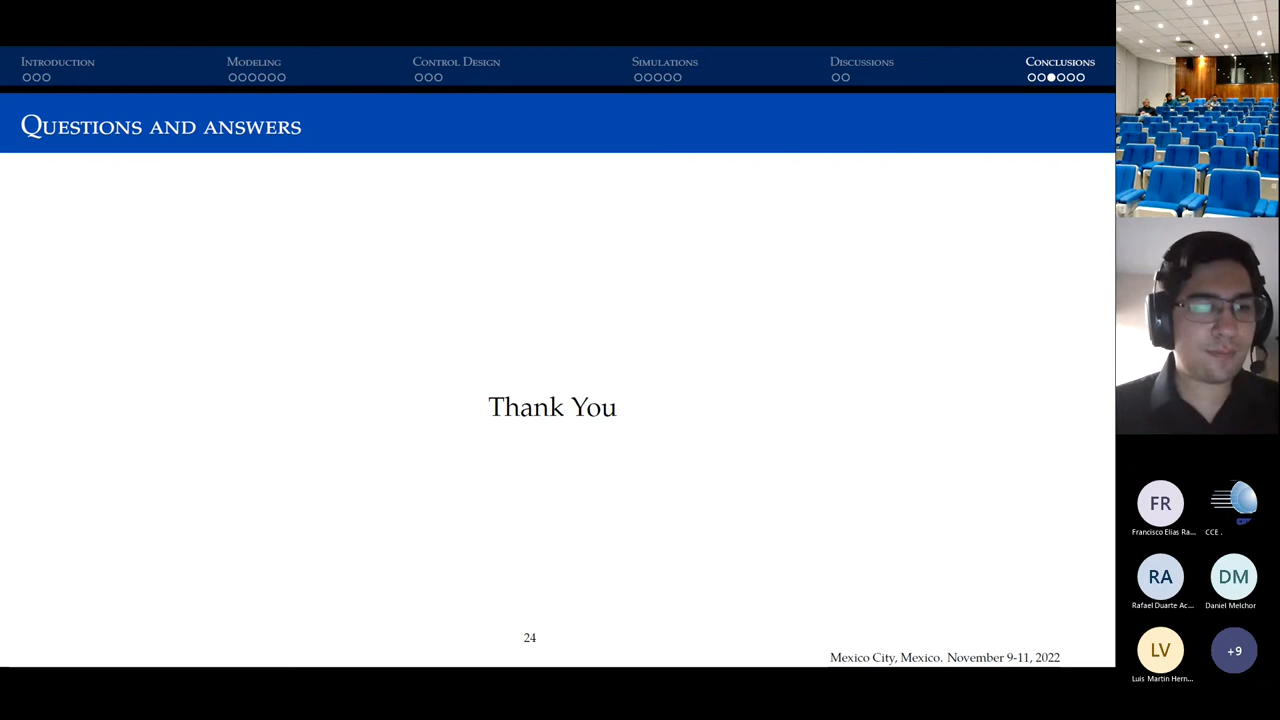 Introduction
Modeling
Control Design
Simulations
Discussions
Conclusions
Questions and answers
Thank You
24
Mexico City, Mexico. November 9-11, 2022
FR
Francisco Elias Ra...
CCE .
RA
Rafael Duarte Ac...
DM
Daniel Melchor
LV
Luis Martin Hern...
+9